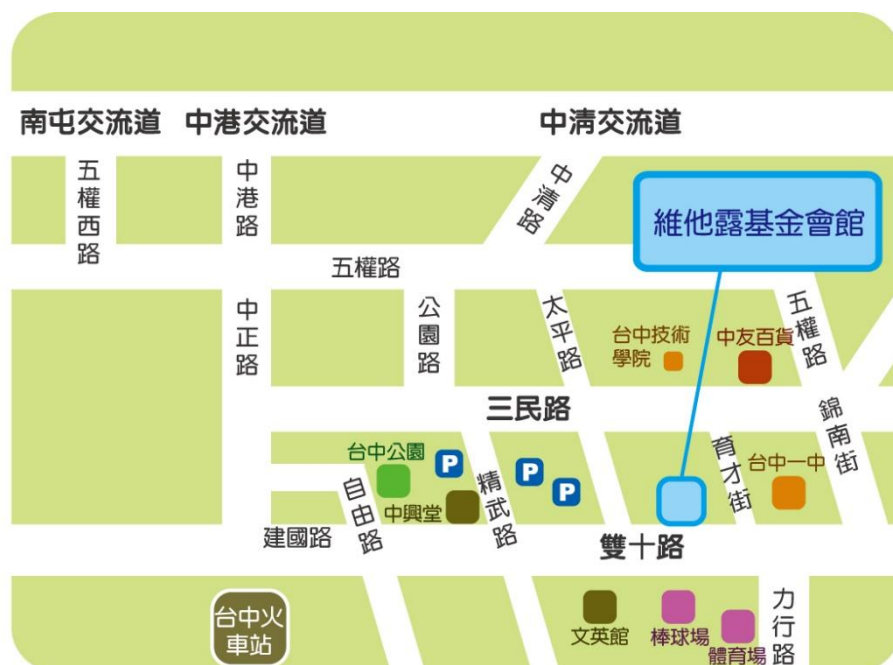 南屯交流道
中港交流道
中清交流道
五權西路
中港路
中清路
維他露基金會館
五權路
中正路
公園路
太平路
台中技術
學院
中友百貨
五權路
三民路
錦南街
台中公園
P
P
P
自由路
中興堂
精武路
育才街
台中一中
建國路
雙十路
台中火
車站
文英館
棒球場
體育場
力行路